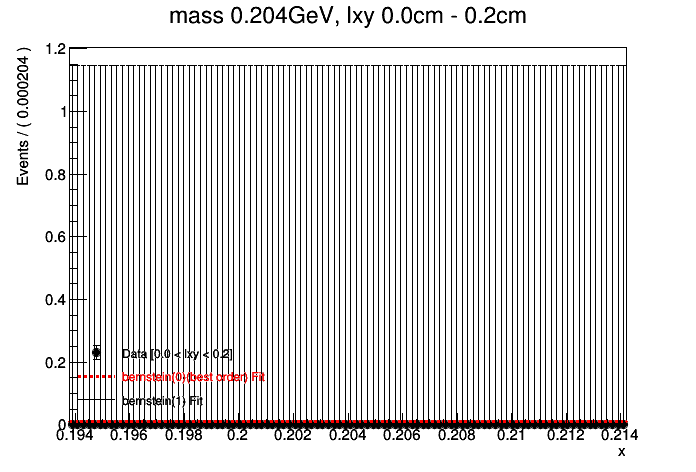 mass 0.204GeV, lxy 0.0cm - 0.2cm
Events / ( 0.000204 )
1.2
1
0.8
0.6
0.4
0.2
0
Data [0.0 < lxy < 0.2]
bernstein(0)(best order) Fit
bernstein(1) Fit
0.194 0.196 0.198 0.2 0.202 0.204 0.206 0.208 0.21 0.212 0.214
x